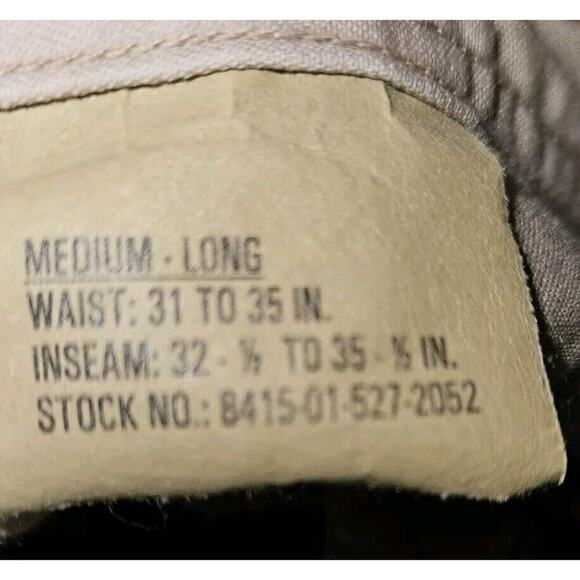 MEDIUM - LONG
WAIST: 31 TO 35 IN.
INSEAM: 32 - ½ TO 35 - ½ IN.
STOCK NO.: 8415-01-527-2052